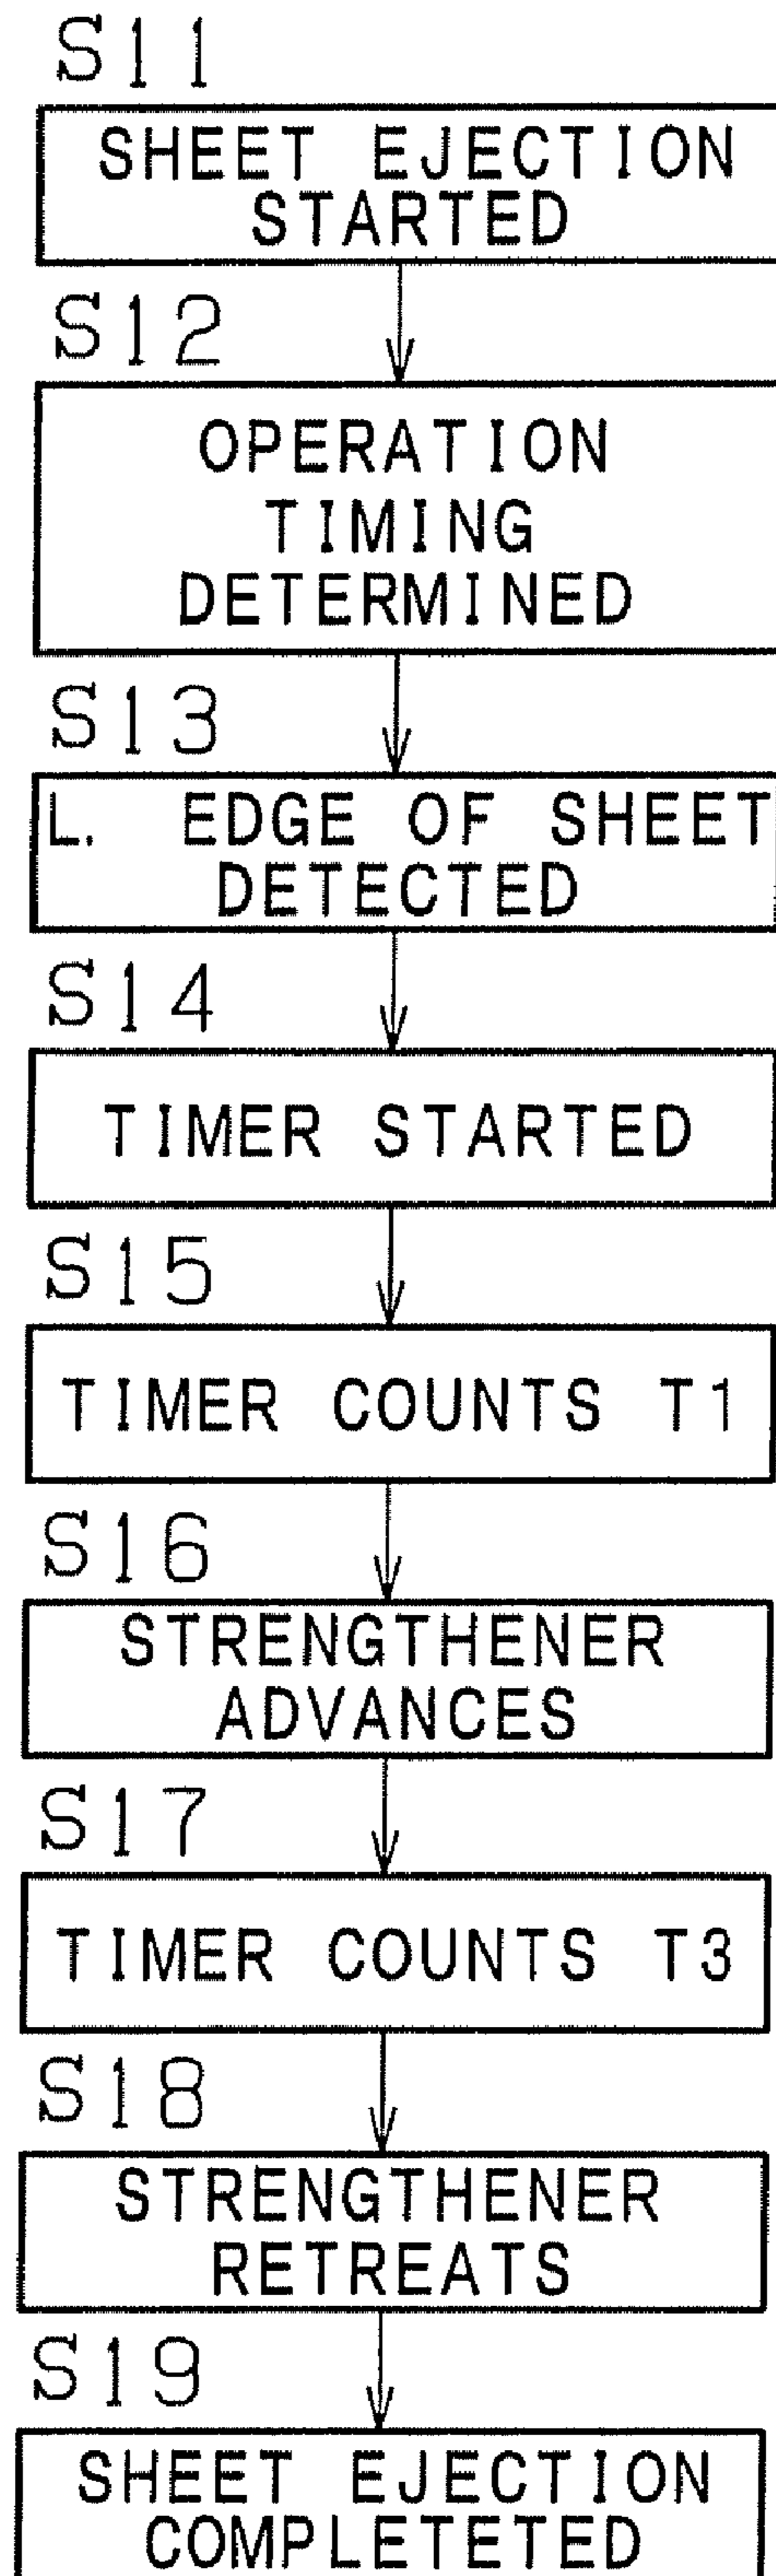 S11
SHEET EJECTION
STARTED
S12
OPERATION
TIMING
DETERMINED
S13
L. EDGE OF SHEET
DETECTED
S14
TIMER STARTED
S15
TIMER COUNTS T1
S16
STRENGTHENER
ADVANCES
S17
TIMER COUNTS T3
S18
STRENGTHENER
RETREATS
S19
SHEET EJECTION
COMPLETETED